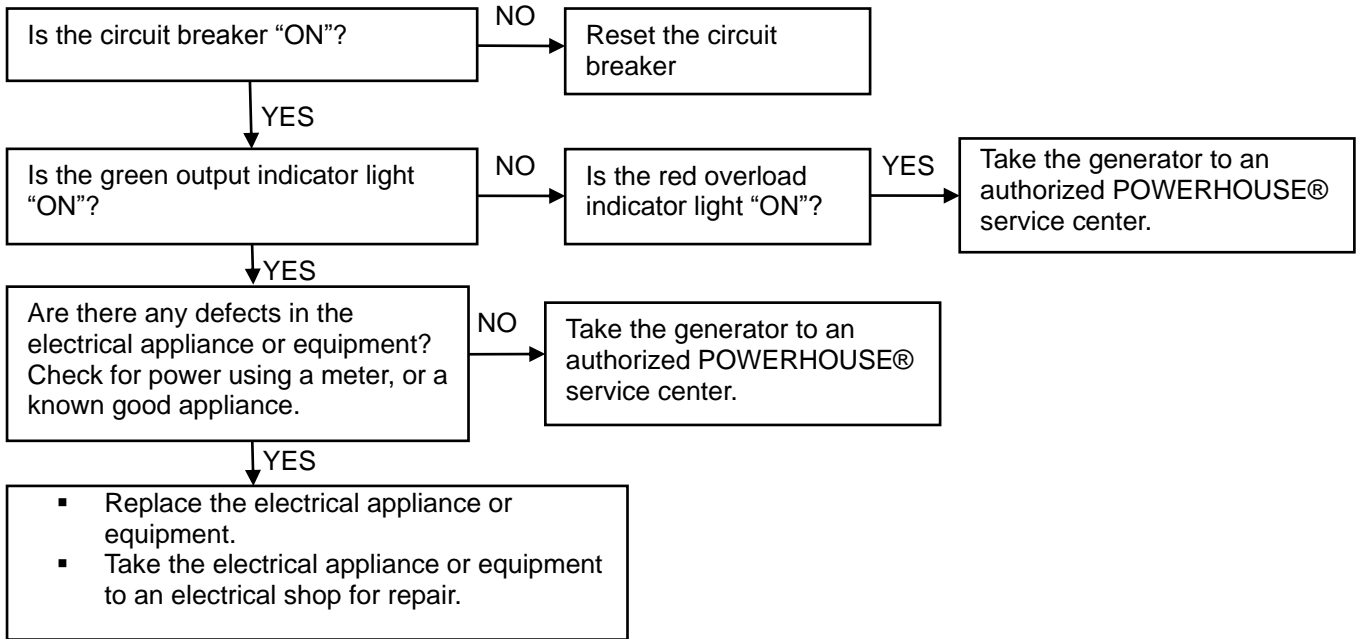 Is the circuit breaker “ON”?
NO
Reset the circuit
breaker
YES
Is the green output indicator light
“ON”?
NO
Is the red overload
indicator light “ON”?
YES
Take the generator to an
authorized POWERHOUSE®
service center.
YES
Are there any defects in the
electrical appliance or equipment?
Check for power using a meter, or a
known good appliance.
NO
Take the generator to an
authorized POWERHOUSE®
service center.
YES
▪ Replace the electrical appliance or
equipment.
▪ Take the electrical appliance or equipment
to an electrical shop for repair.